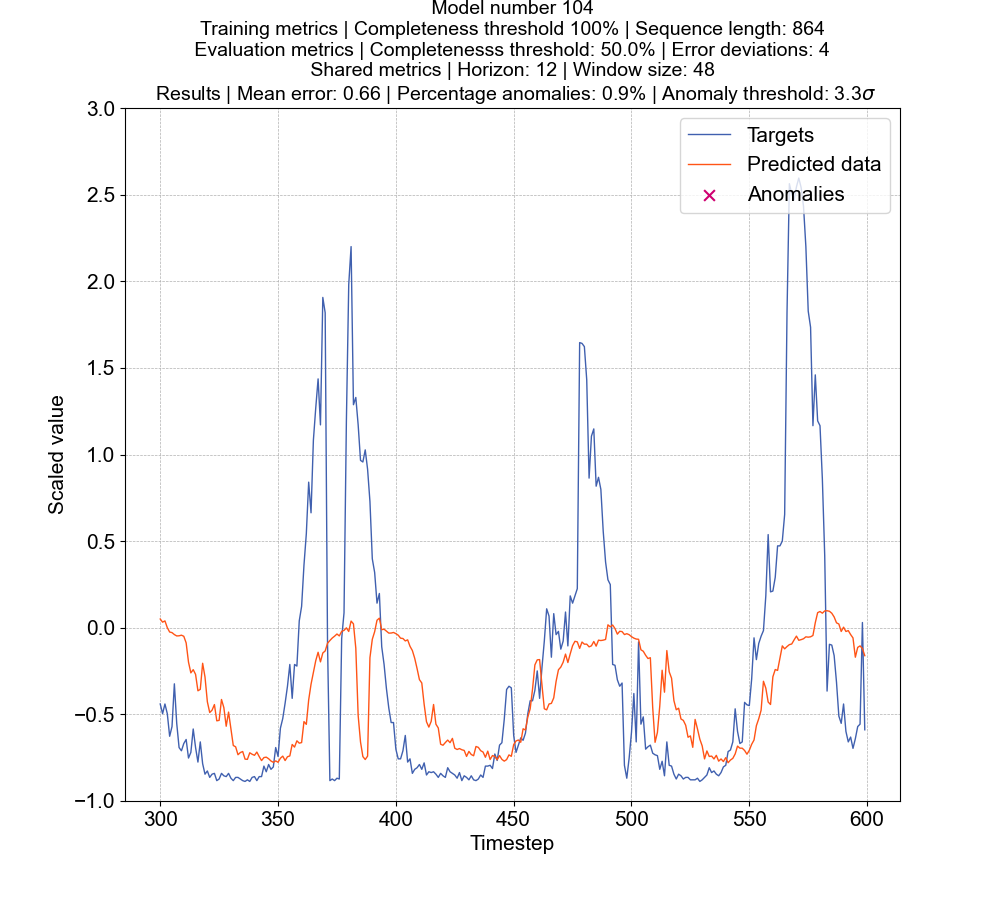 Model number 104
Training metrics | Completeness threshold 100% | Sequence length: 864
Evaluation metrics | Completenesss threshold: 50.0% | Error deviations: 4
Shared metrics | Horizon: 12 | Window size: 48
Results | Mean error: 0.66 | Percentage anomalies: 0.9% | Anomaly threshold: 3.3σ
Targets
Predicted data
Anomalies
3.0
2.5
2.0
1.5
1.0
0.5
0.0
−0.5
−1.0
Scaled value
300
350
400
450
500
550
600
Timestep